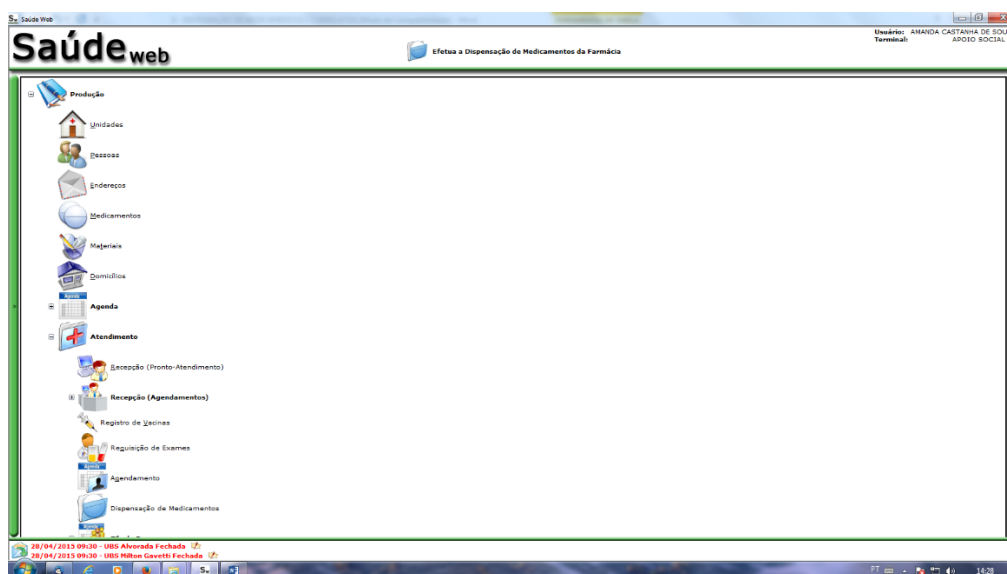 Saúde Web
Saúdeweb
Efetua a Dispensação de Medicamentos da Farmácia
Usuário: AMANDA CASTANHA DE SOU
Terminal: APOIO SOCIAL
Produção
Unidades
Pessoas
Endereços
Medicamentos
Materiais
Domicílios
Agenda
Agenda
Atendimento
Recepção (Pronto-Atendimento)
Recepção (Agendamentos)
Registro de Vacinas
Requisição de Exames
Agenda
Agendamento
Dispensação de Medicamentos
Agenda
28/04/2015 09:30 - UBS Alvorada Fechada
28/04/2015 09:30 - UBS Milton Gavetti Fechada
PT 14:28